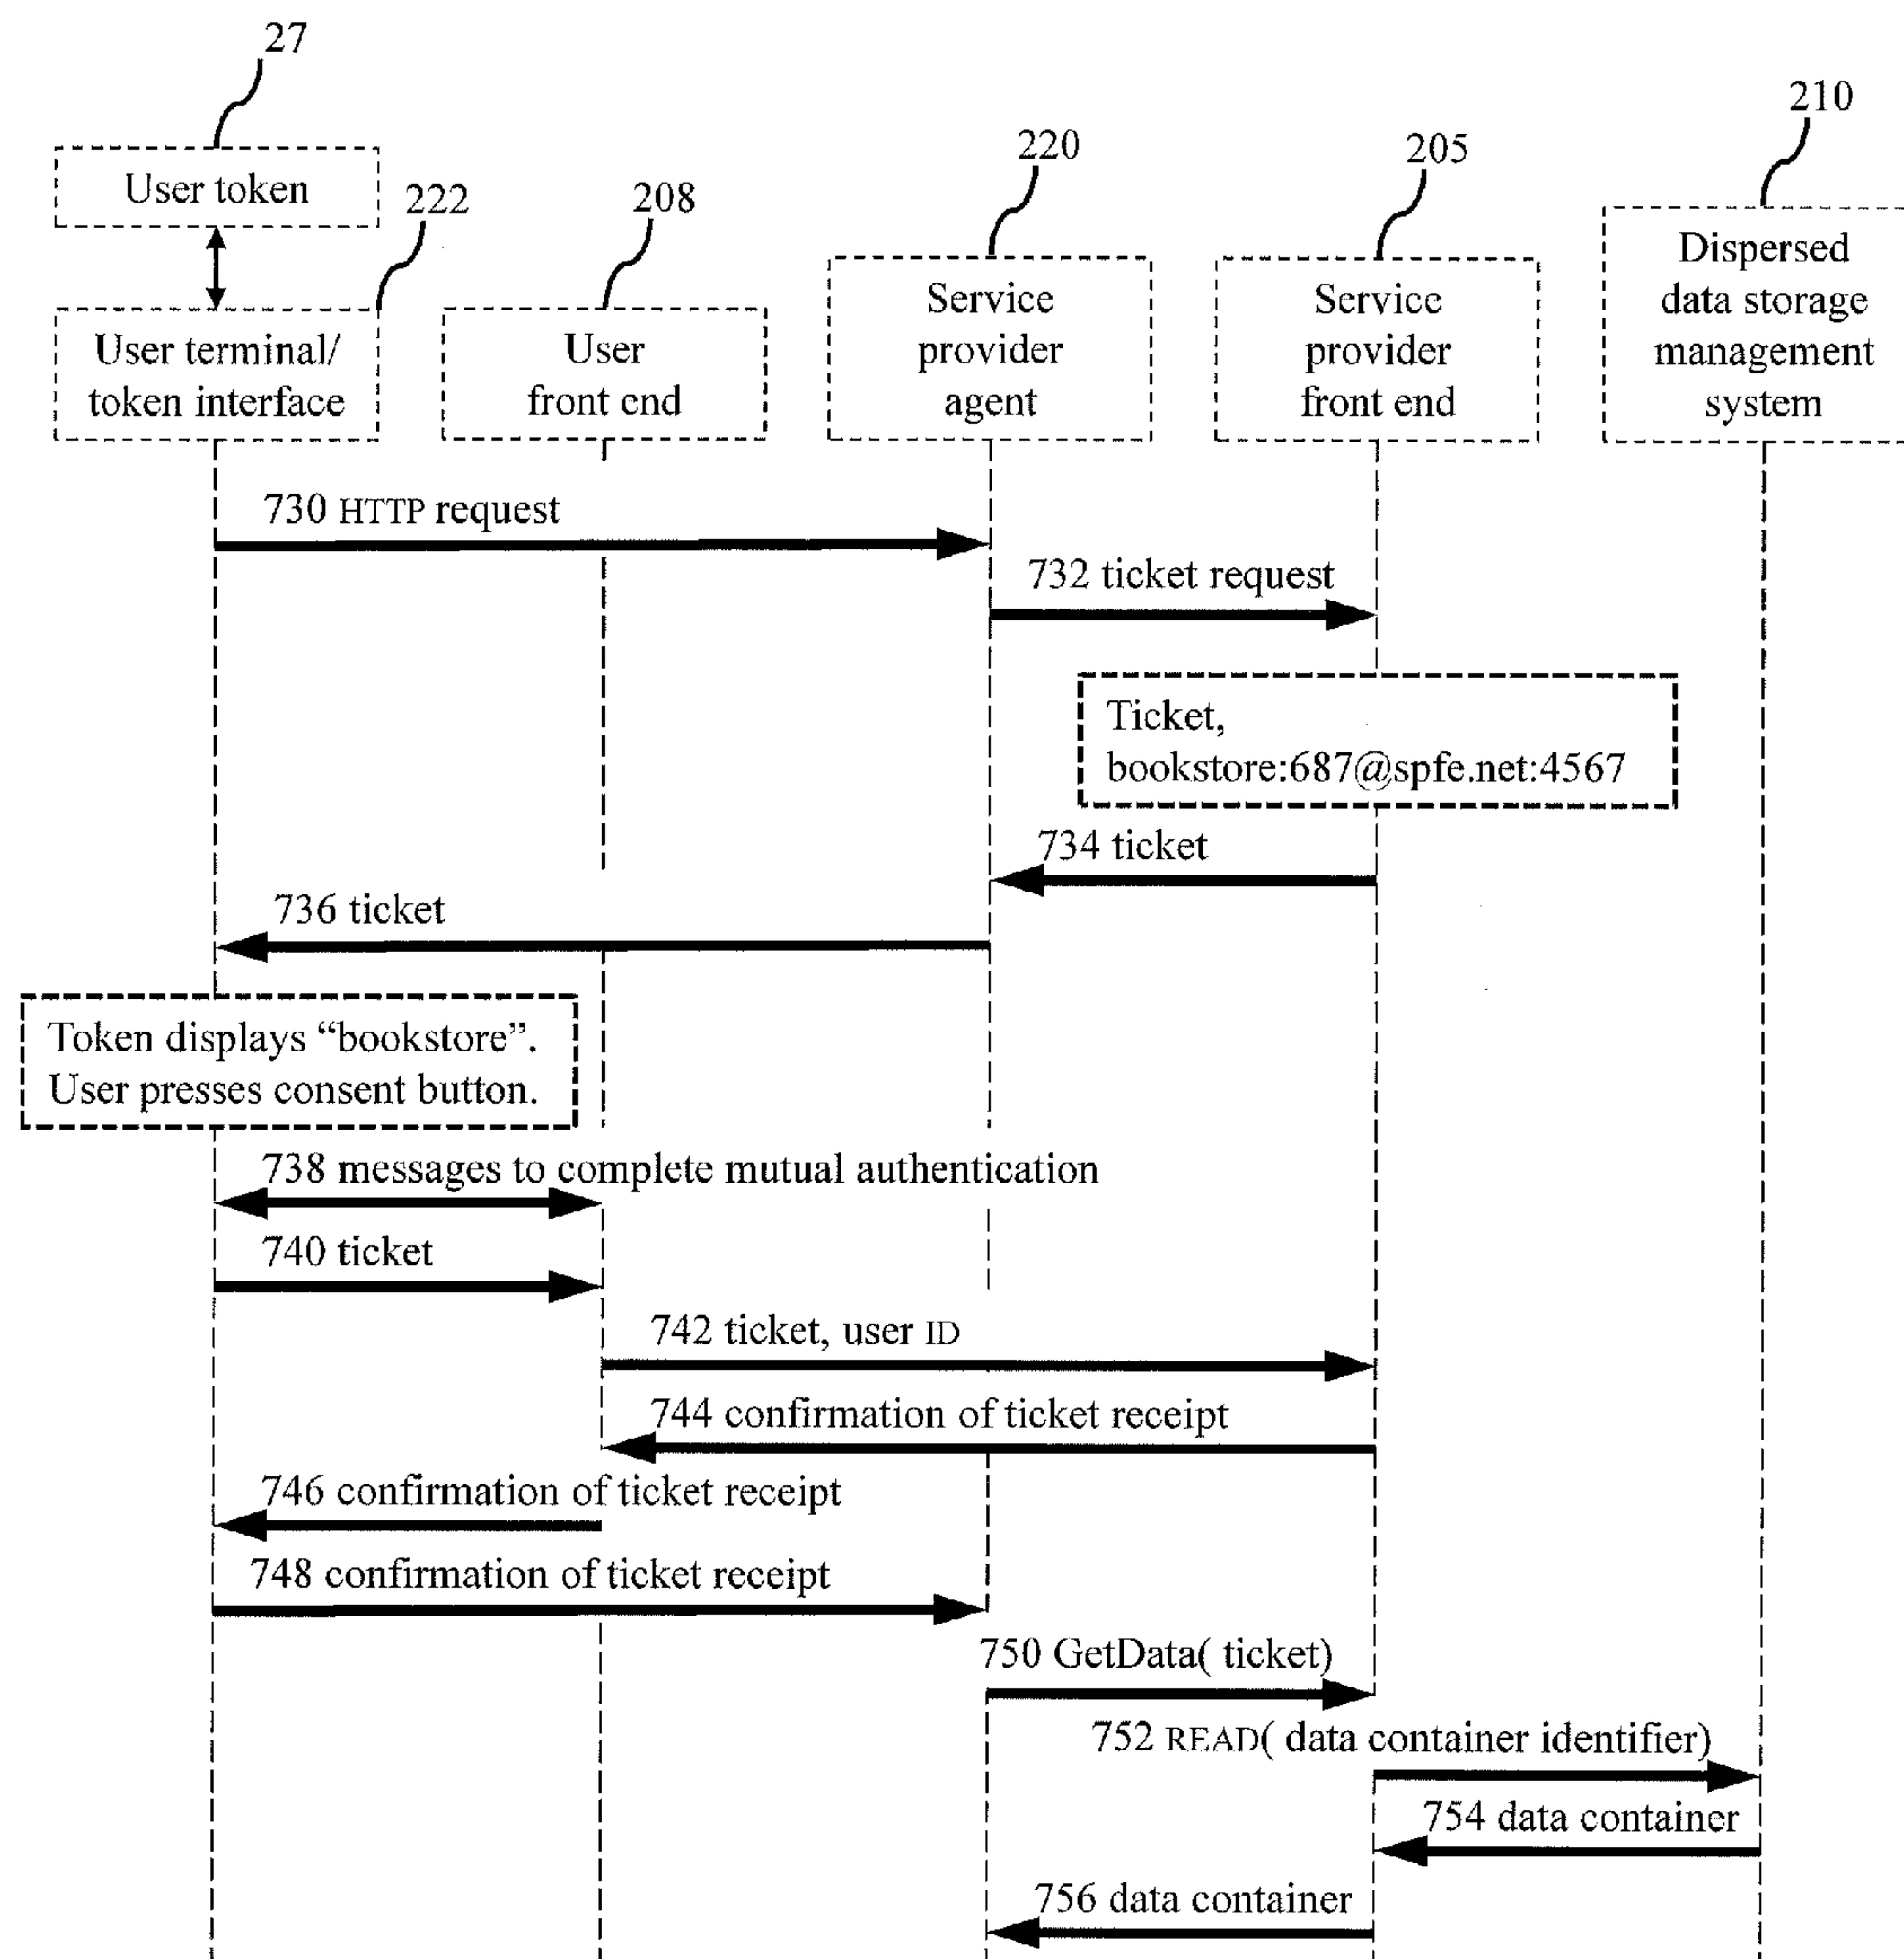 27
210
220
205
User token
222
208
Dispersed
data storage
management
system
Service
provider
agent
Service
provider
front end
User terminal/
token interface
User
front end
730 HTTP request
732 ticket request
Ticket,
bookstore:687@spfe.net:4567
734 ticket
736 ticket
Token displays “bookstore”.
User presses consent button.
738 messages to complete mutual authentication
740 ticket
742 ticket, user ID
744 confirmation of ticket receipt
746 confirmation of ticket receipt
748 confirmation of ticket receipt
750 GetData( ticket)
752 READ( data container identifier)
754 data container
756 data container